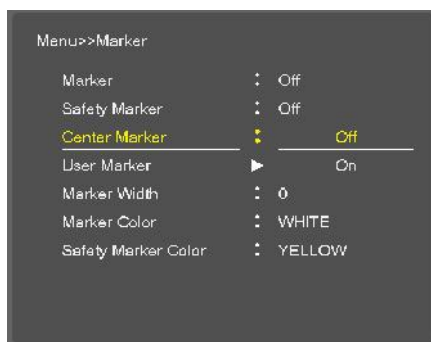 Menu>>Marker
Marker : Off
Safety Marker : Off
Center Marker : Off
User Marker ▶ On
Marker Width : 0
Marker Color : WHITE
Safety Marker Color : YELLOW